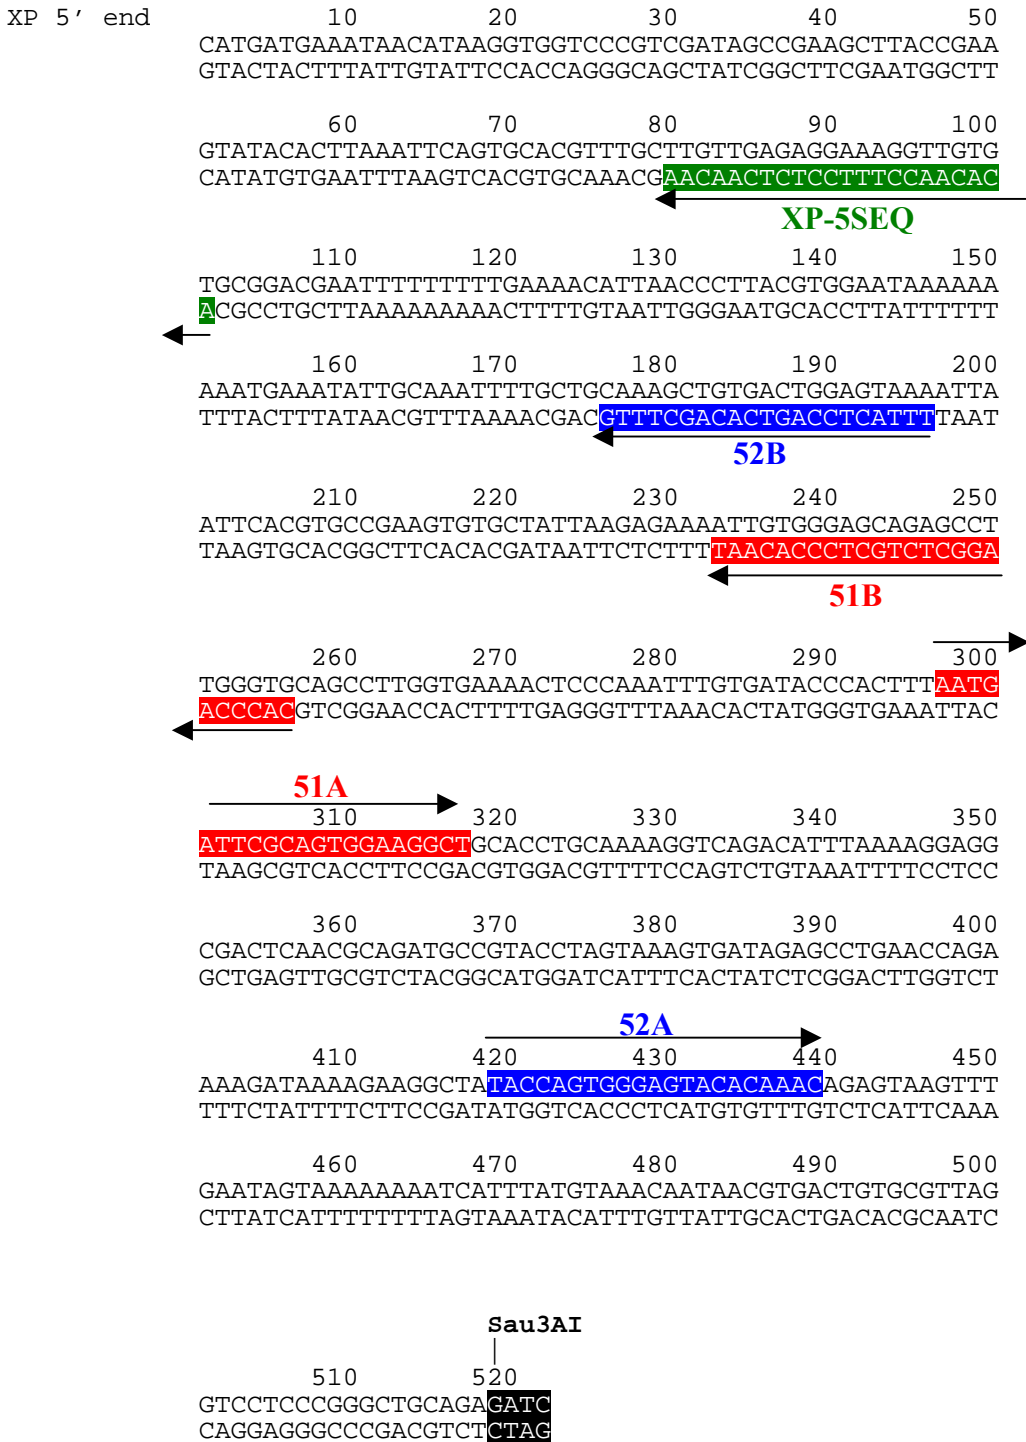 XP 5’ end 10 20 30 40 50
CATGATGAAATAACATAAGGTGGTCCCGTCGATAGCCGAAGCTTACCGAA
GTACTACTTTATTGTATTCCACCAGGGCAGCTATCGGCTTCGAATGGCTT
60 70 80 90 100
GTATACACTTAAATTCAGTGCACGTTTGCTTGTTGAGAGGAAAGGTTGTG
CATATGTGAATTTAAGTCACGTGCAAACGAACAACTCTCCTTTCCAACAC
XP-5SEQ
110 120 130 140 150
TGCGGACGAATTTTTTTTTGAAAACATTAACCCTTACGTGGAATAAAAAA
ACGCCTGCTTAAAAAAAAACTTTTGTAATTGGGAATGCACCTTATTTTTT
160 170 180 190 200
AAATGAAATATTGCAAATTTTGCTGCAAAGCTGTGACTGGAGTAAAATTA
TTTACTTTATAACGTTTAAAACGACGTTTCGACACTGACCTCATTTTAAT
52B
210 220 230 240 250
ATTCACGTGCCGAAGTGTGCTATTAAGAGAAAATTGTGGGAGCAGAGCCT
TAAGTGCACGGCTTCACACGATAATTCTCTTTTAACACCCTCGTCTCGGA
51B
260 270 280 290 300
TGGGTGCAGCCTTGGTGAAAACTCCCAAATTTGTGATACCCACTTTAATG
ACCCACGTCGGAACCACTTTTGAGGGTTTAAACACTATGGGTGAAATTAC
51A
310 320 330 340 350
ATTCGCAGTGGAAGGCTGCACCTGCAAAAGGTCAGACATTTAAAAGGAGG
TAAGCGTCACCTTCCGACGTGGACGTTTTCCAGTCTGTAAATTTTCCTCC
360 370 380 390 400
CGACTCAACGCAGATGCCGTACCTAGTAAAGTGATAGAGCCTGAACCAGA
GCTGAGTTGCGTCTACGGCATGGATCATTTCACTATCTCGGACTTGGTCT
52A
410 420 430 440 450
AAAGATAAAAGAAGGCTATACCAGTGGGAGTACACAAACAGAGTAAGTTT
TTTCTATTTTCTTCCGATATGGTCACCCTCATGTGTTTGTCTCATTCAAA
460 470 480 490 500
GAATAGTAAAAAAAATCATTTATGTAAACAATAACGTGACTGTGCGTTAG
CTTATCATTTTTTTTAGTAAATACATTTGTTATTGCACTGACACGCAATC
Sau3AI
510 520
GTCCTCCCGGGCTGCAGAGATC
CAGGAGGGCCCGACGTCTCTAG